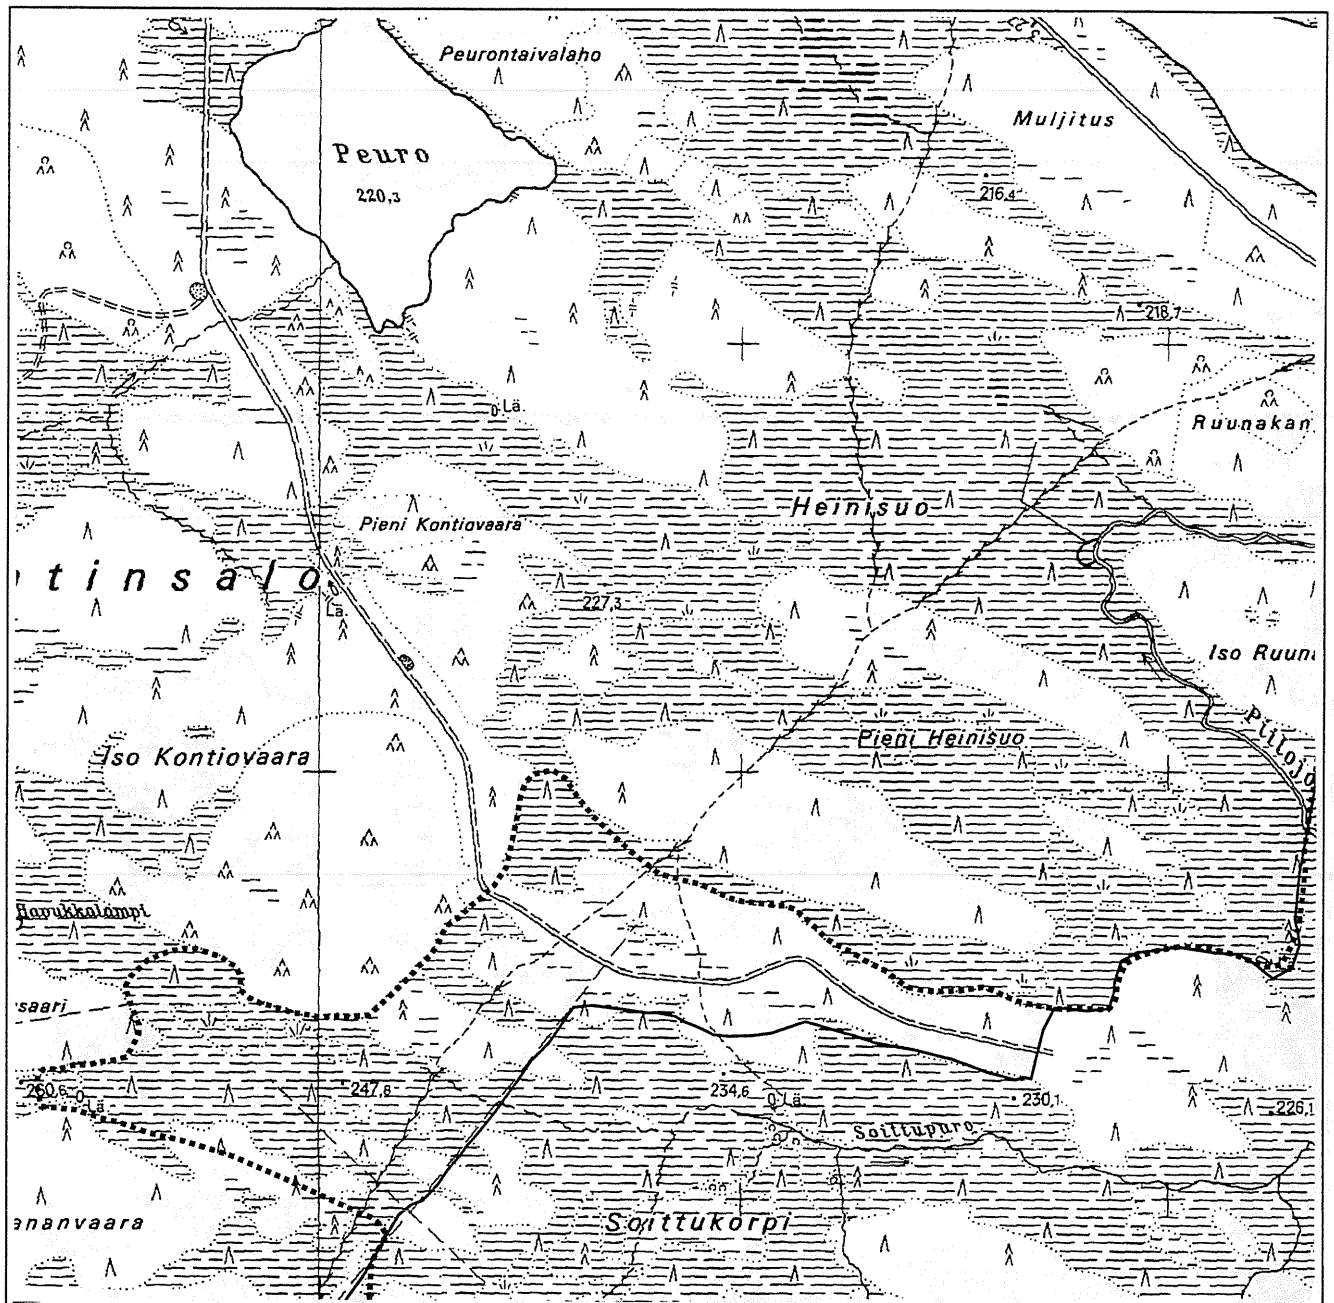 Peurontaivalaho
Muljitus
Peuro
220,3
216,4
218,7
Lä.
Ruunakan
Heinisuo
Pieni Kontiovaara
tinsalo
Lä.
227,3
Iso Ruun
Pieni Heinisuo
Piilojo
Iso Kontiovaara
Hapukkalampi
saari
260,6
Lä.
247,8
234,6
Lä.
230,1
226,1
Soittupuro
ananvaara
Soittukorpi